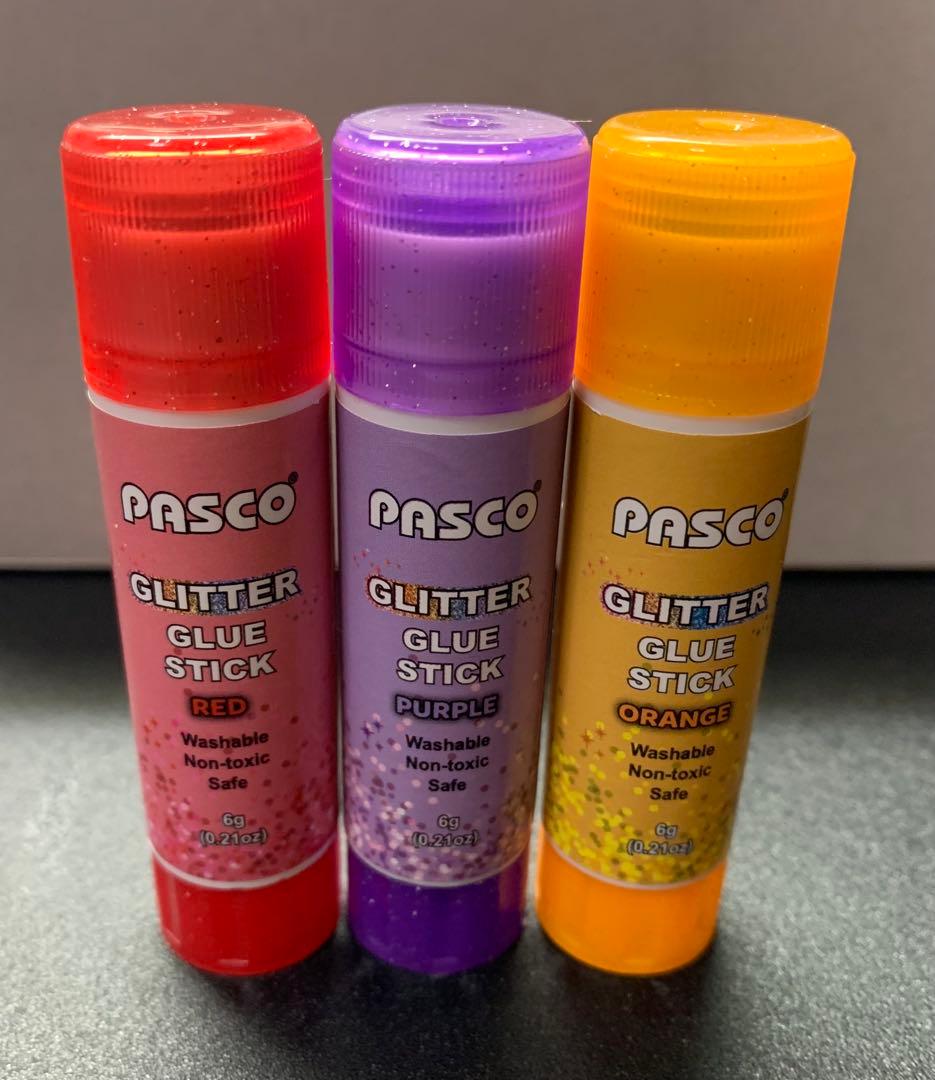 PASCO
GLITTER
GLUE
STICK
RED
Washable
Non-toxic
Safe
6g
(0.21oz)
PASCO
GLITTER
GLUE
STICK
PURPLE
Washable
Non-toxic
Safe
6g
(0.21oz)
PASCO
GLITTER
GLUE
STICK
ORANGE
Washable
Non-toxic
Safe
6g
(0.21oz)